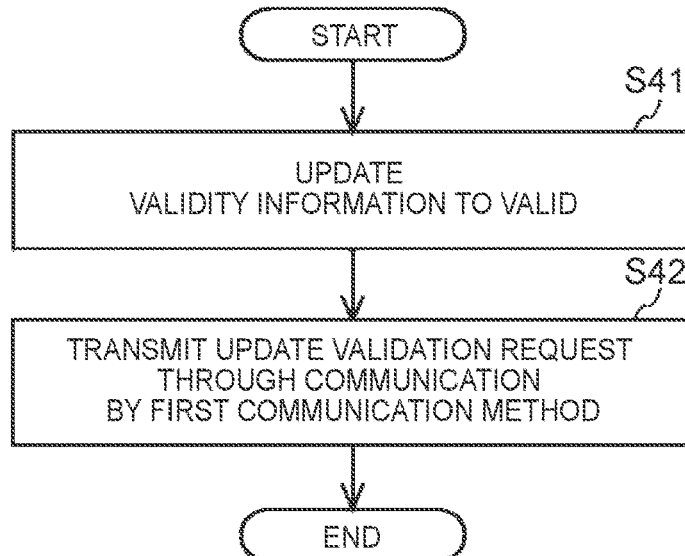 START
S41
UPDATE
VALIDITY INFORMATION TO VALID
S42
TRANSMIT UPDATE VALIDATION REQUEST
THROUGH COMMUNICATION
BY FIRST COMMUNICATION METHOD
END